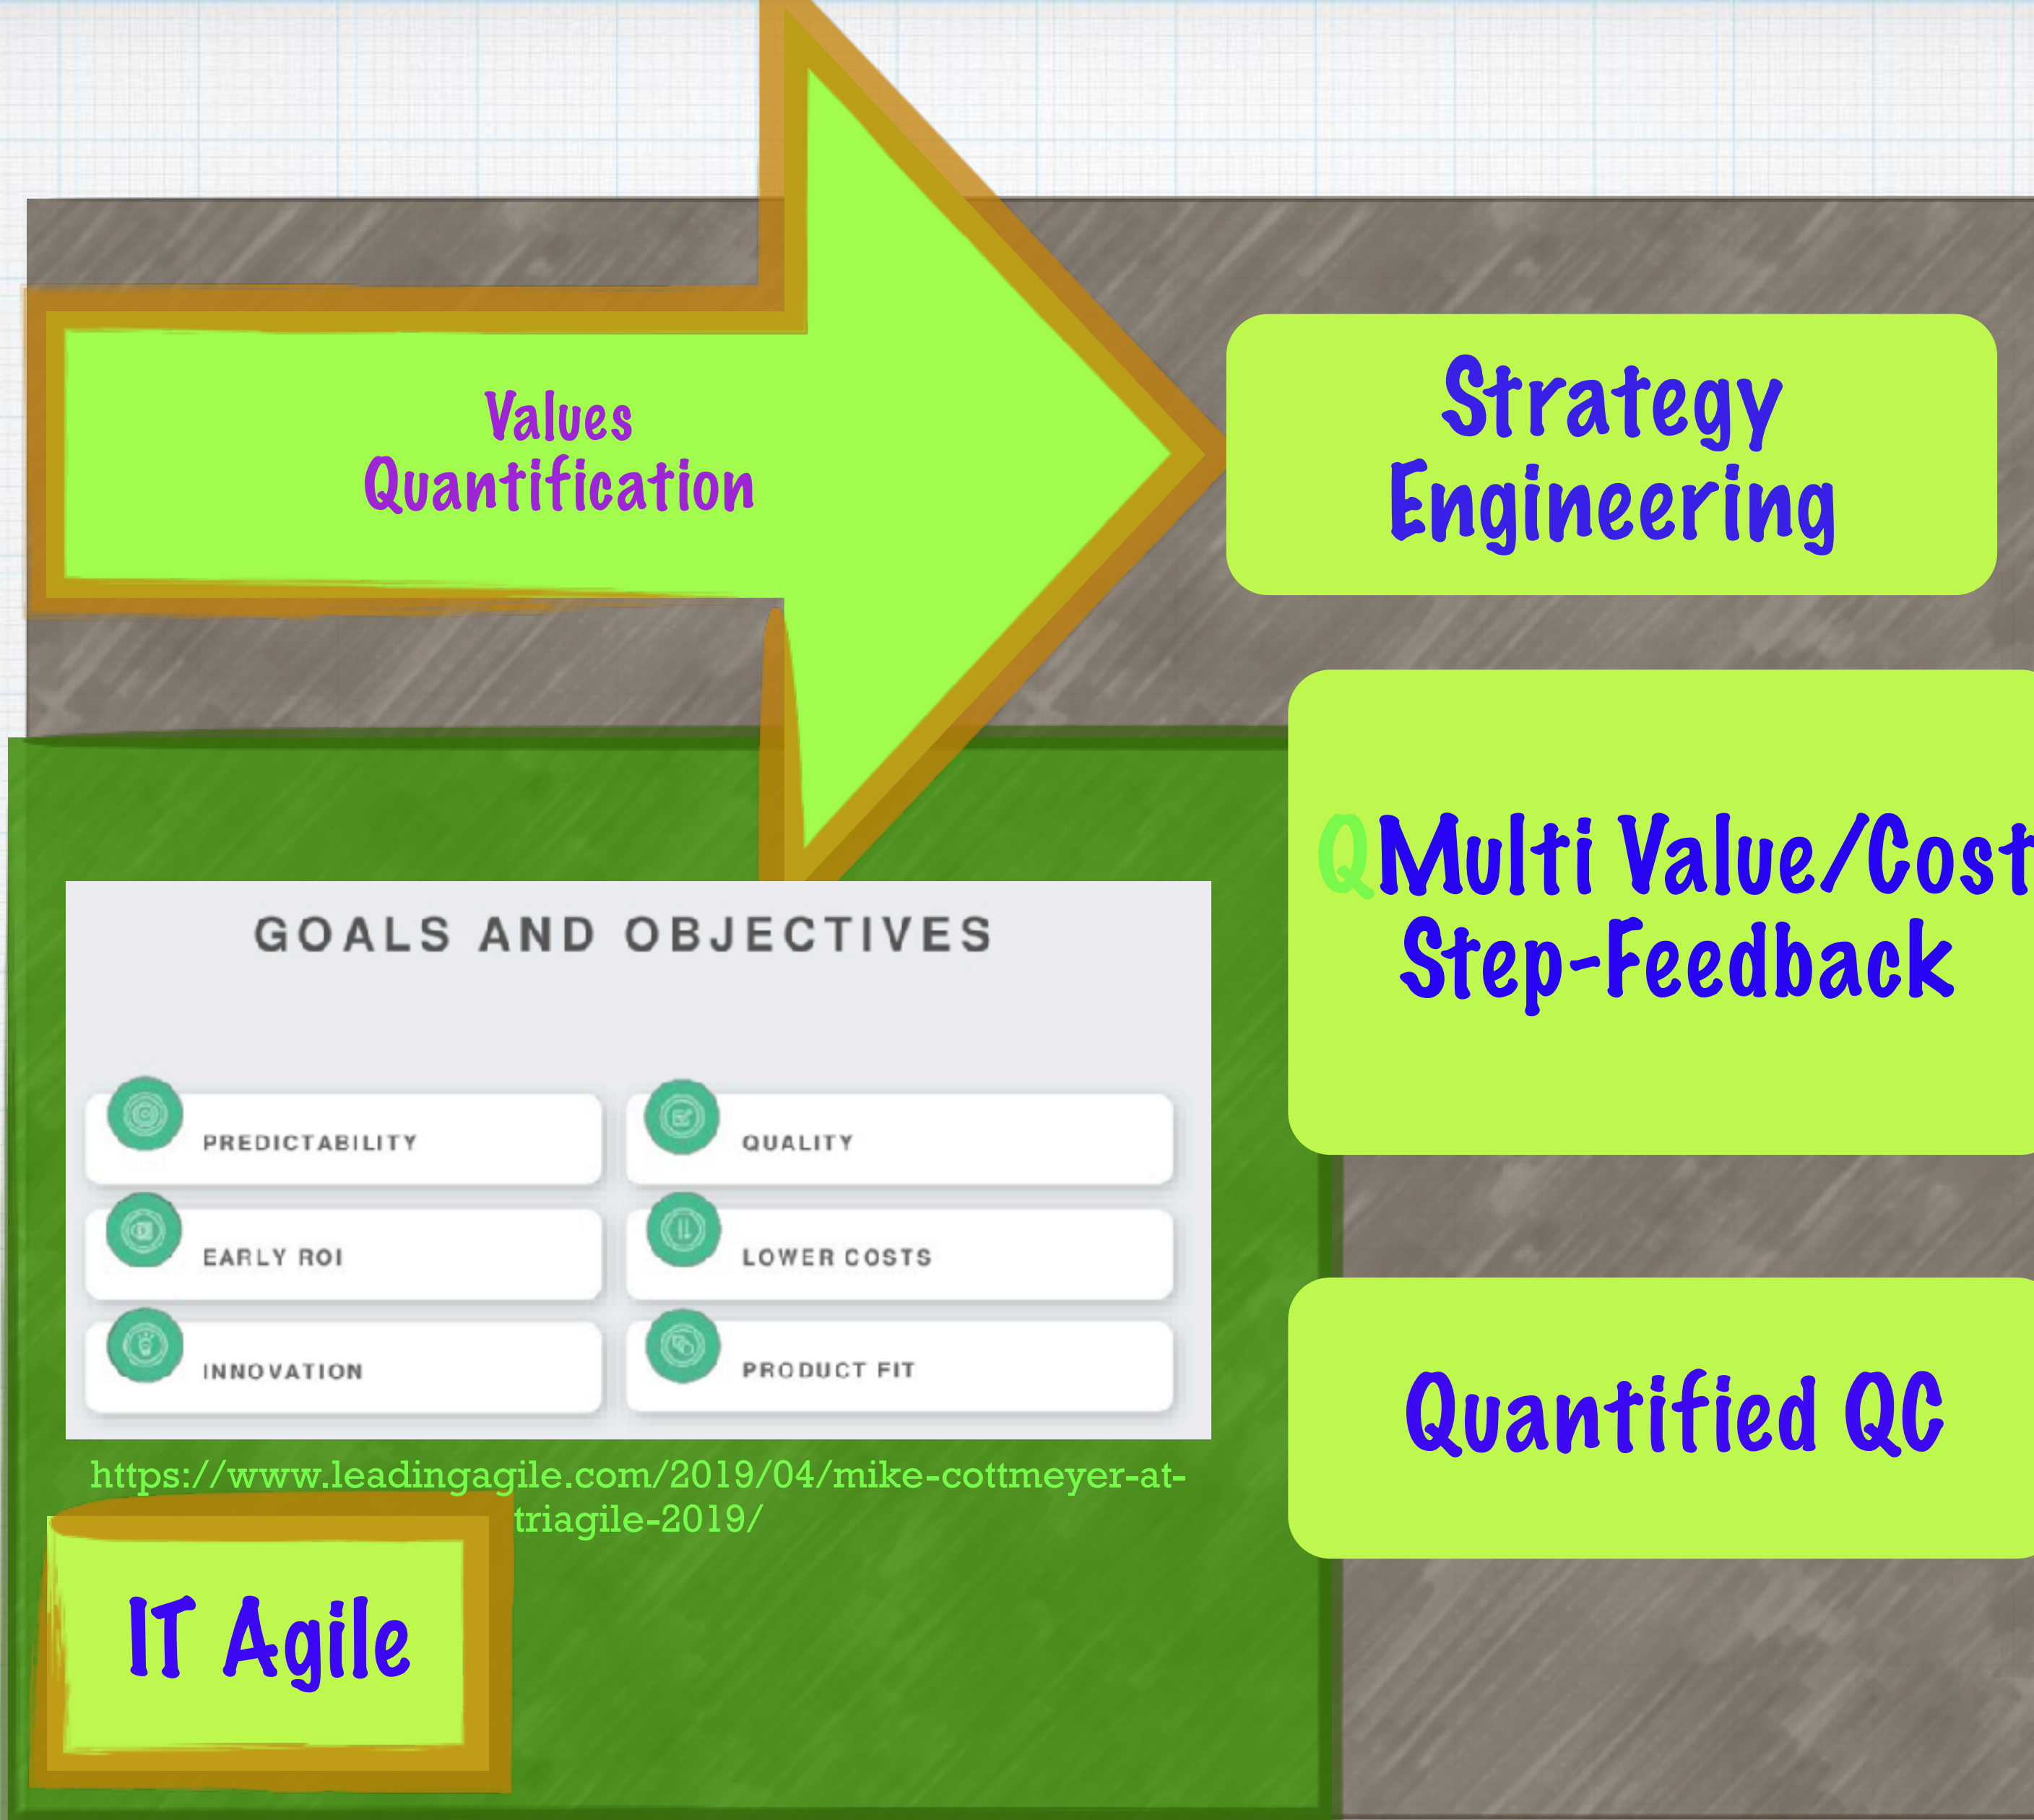 Values
Quantification
Strategy
Engineering
QMulti Value/Cost
Step-Feedback
GOALS AND OBJECTIVES
PREDICTABILITY
QUALITY
EARLY ROI
LOWER COSTS
INNOVATION
PRODUCT FIT
Quantified QC
https://www.leadingagile.com/2019/04/mike-cottmeyer-at-
triagile-2019/
IT Agile